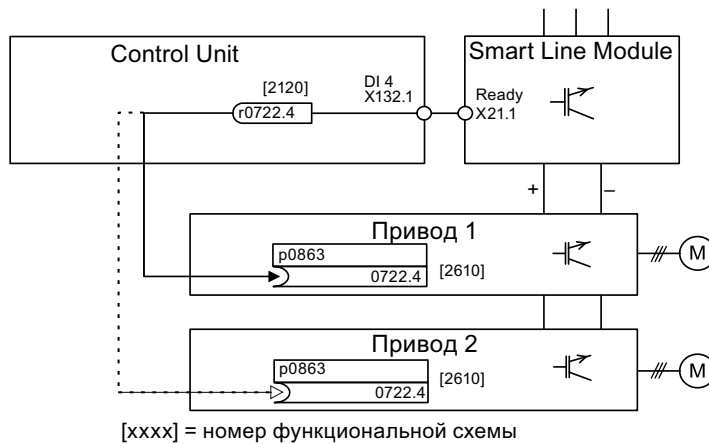 Control Unit
Smart Line Module
[2120]
r0722.4
DI 4
X132.1
Ready
X21.1
+
–
Привод 1
p0863
0722.4
[2610]
M
Привод 2
p0863
0722.4
[2610]
M
[xxxx] = номер функциональной схемы